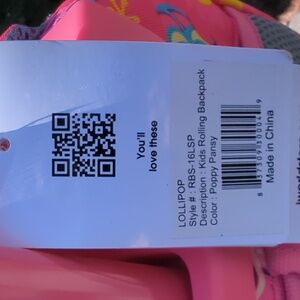 You'll
love these
LOLLIPOP
Style # : RBS-16LSP
Description : Kids Rolling Backpack
Color : Poppy Pansy
Made in China